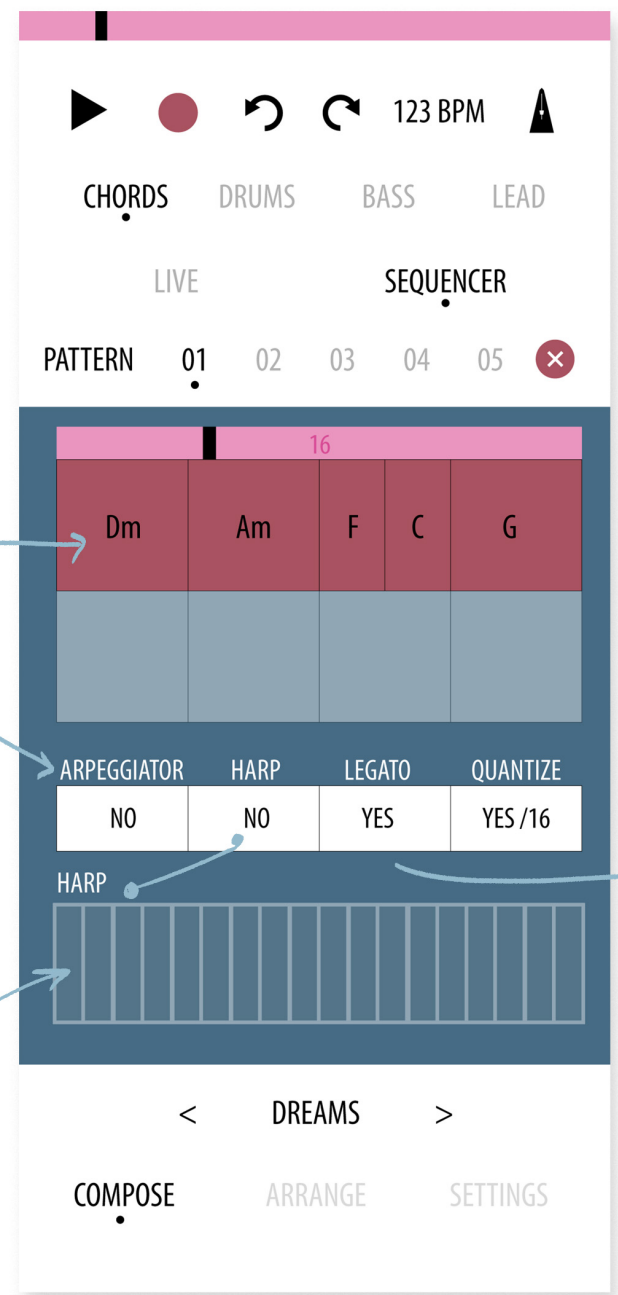 123 BPM
CHORDS DRUMS BASS LEAD
LIVE SEQUENCER
PATTERN 01 02 03 04 05
16
Dm Am F C G
ARPEGGIATOR HARP LEGATO QUANTIZE
NO NO YES YES /16
HARP
< DREAMS >
COMPOSE ARRANGE SETTINGS